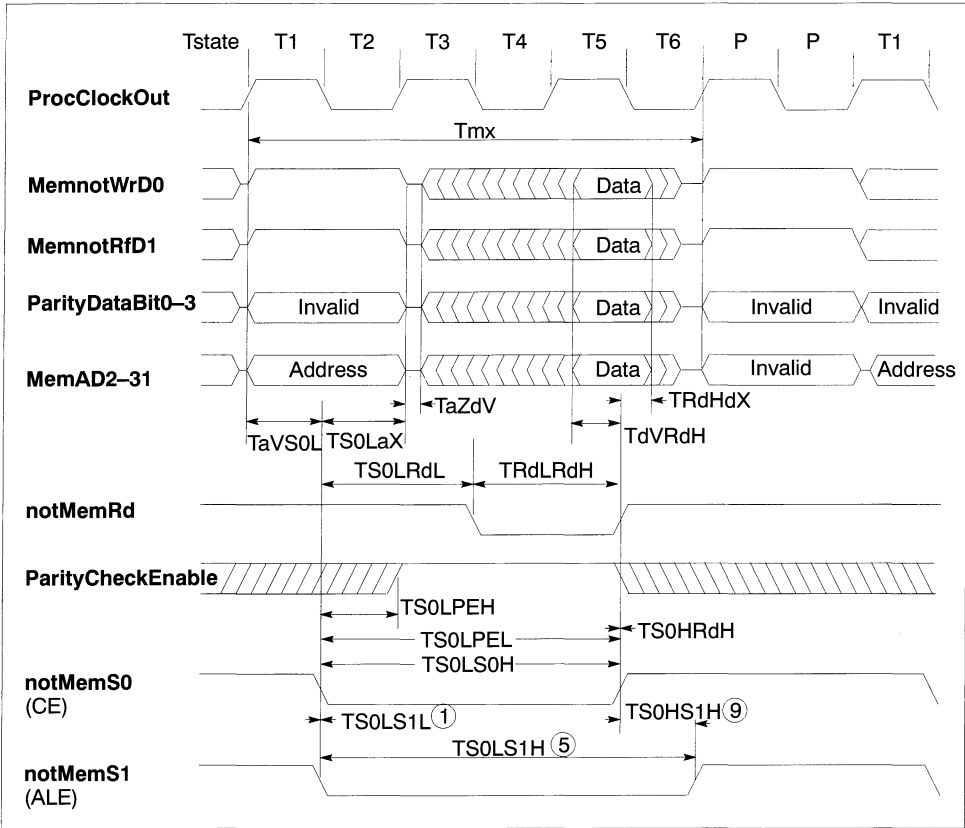 Tstate T1 T2 T3 T4 T5 T6 P P T1
ProcClockOut
Tmx
MemnotWrD0 Data
MemnotRfD1 Data
ParityDataBit0–3 Invalid Data Invalid Invalid
MemAD2–31 Address Data Invalid Address
TaZdV TRdHdX
TaVS0L TS0LaX TdVRdH
TS0LRdL TRdLRdH
notMemRd
ParityCheckEnable
TS0LPEH
TS0LPEL TS0HRdH
TS0LS0H
notMemS0
(CE)
TS0LS1L ① TS0HS1H ⑨
TS0LS1H ⑤
notMemS1
(ALE)